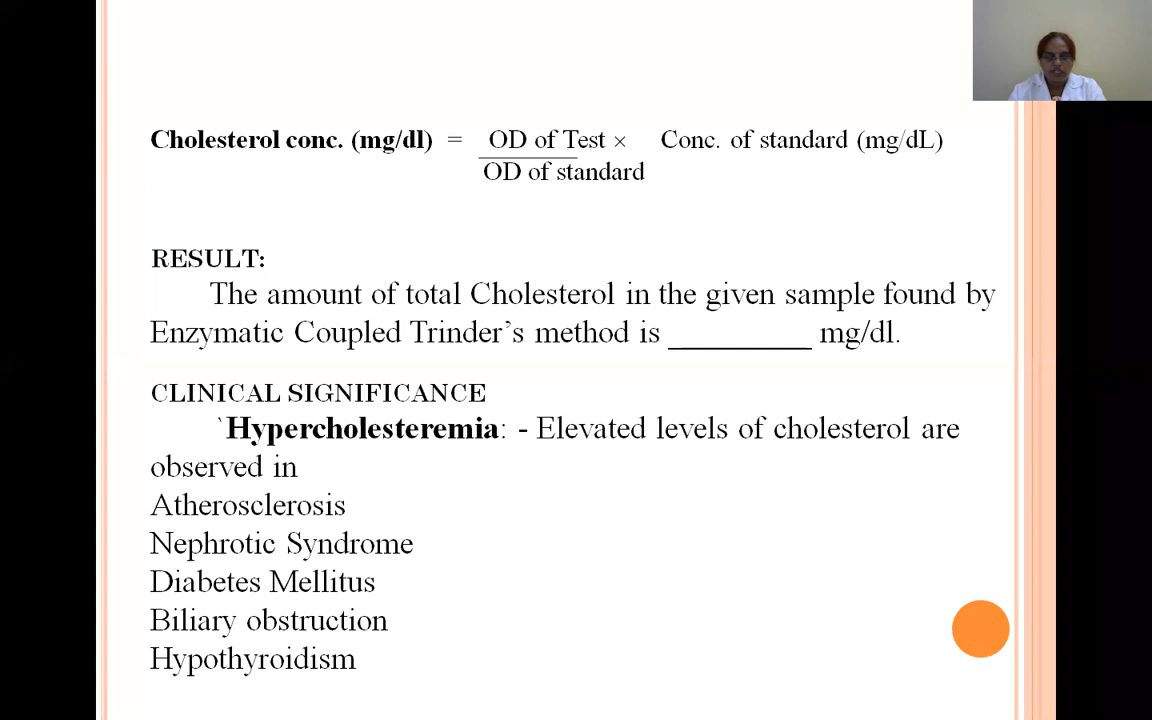 Cholesterol conc. (mg/dl) = OD of Test × Conc. of standard (mg/dL)
OD of standard
RESULT:
The amount of total Cholesterol in the given sample found by
Enzymatic Coupled Trinder’s method is _________ mg/dl.
CLINICAL SIGNIFICANCE
`Hypercholesteremia: - Elevated levels of cholesterol are
observed in
Atherosclerosis
Nephrotic Syndrome
Diabetes Mellitus
Biliary obstruction
Hypothyroidism